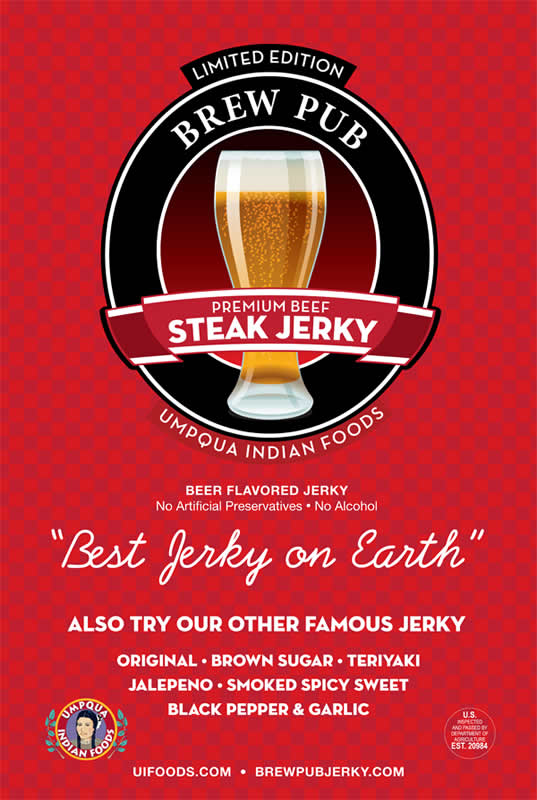 LIMITED EDITION
BREW PUB
PREMIUM BEEF
STEAK JERKY
UMPQUA INDIAN FOODS
BEER FLAVORED JERKY
No Artificial Preservatives • No Alcohol
"Best Jerky on Earth"
ALSO TRY OUR OTHER FAMOUS JERKY
ORIGINAL • BROWN SUGAR • TERIYAKI
JALEPENO • SMOKED SPICY SWEET
BLACK PEPPER & GARLIC
UMPQUA
INDIAN FOODS
U.S.
INSPECTED
AND PASSED BY
DEPARTMENT OF
AGRICULTURE
EST. 20984
UIFOODS.COM • BREWPUBJERKY.COM